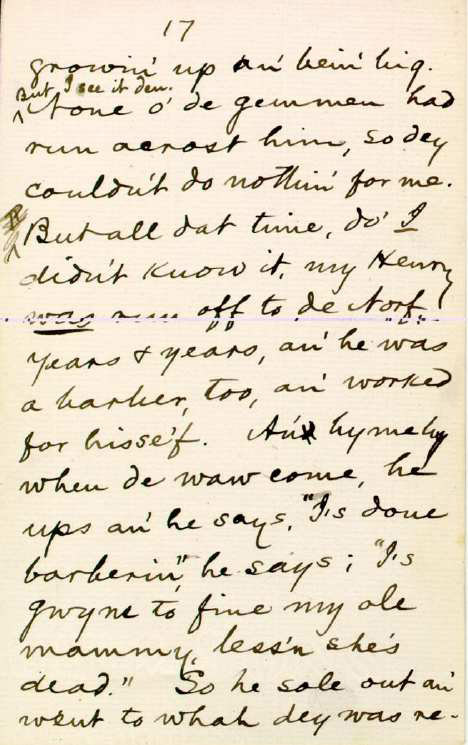 17
growin' up an' bein' big.
But I see it den.
None o' de gemmen had
run acrost him, so dey
couldn't do nothin' for me.
But all dat time, do' I
didn't know it, my Henry
was run off to de Norf,
years & years, an' he was
a barber, too, an' worked
for hisse'f. An' bymeby
when de waw come, he
ups an' he says, "I's done
barberin'," he says; "I's
gwyne to fine my ole
mammy, less'n she's
dead." So he sole out an'
went to whah dey was re-